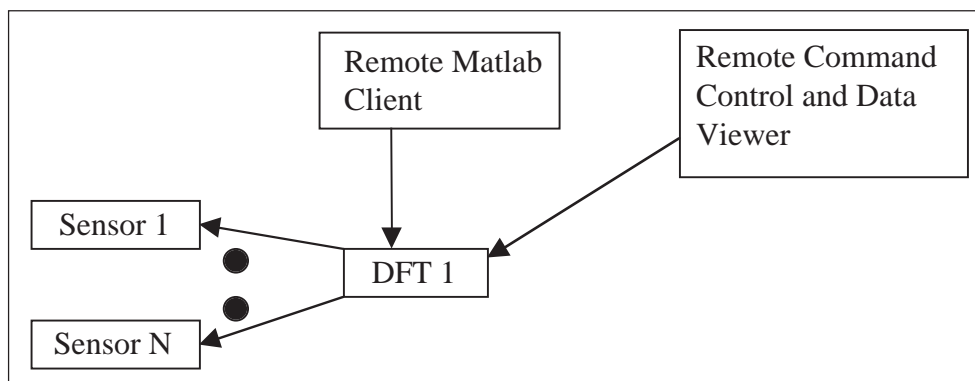 Remote Matlab
Client
Remote Command
Control and Data
Viewer
Sensor 1
DFT 1
Sensor N